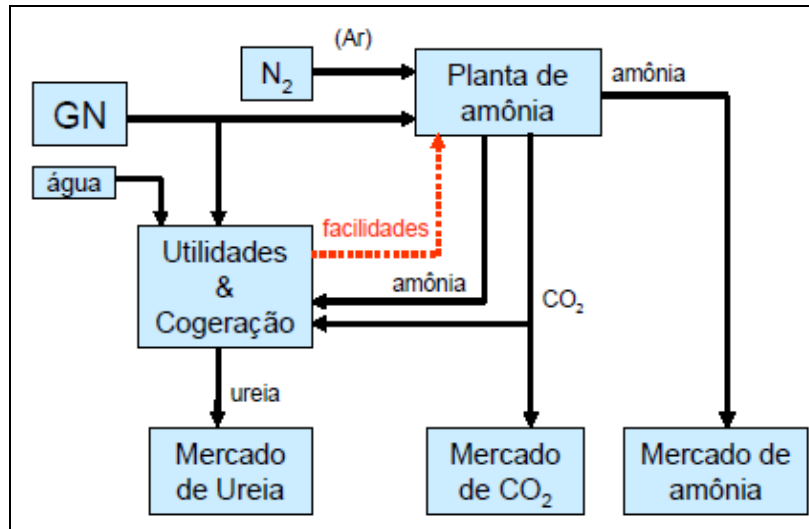 (Ar)
N₂
Planta de
amônia
amônia
GN
água
facilidades
Utilidades
&
Cogeração
amônia
CO₂
ureia
Mercado
de Ureia
Mercado
de CO₂
Mercado de
amônia